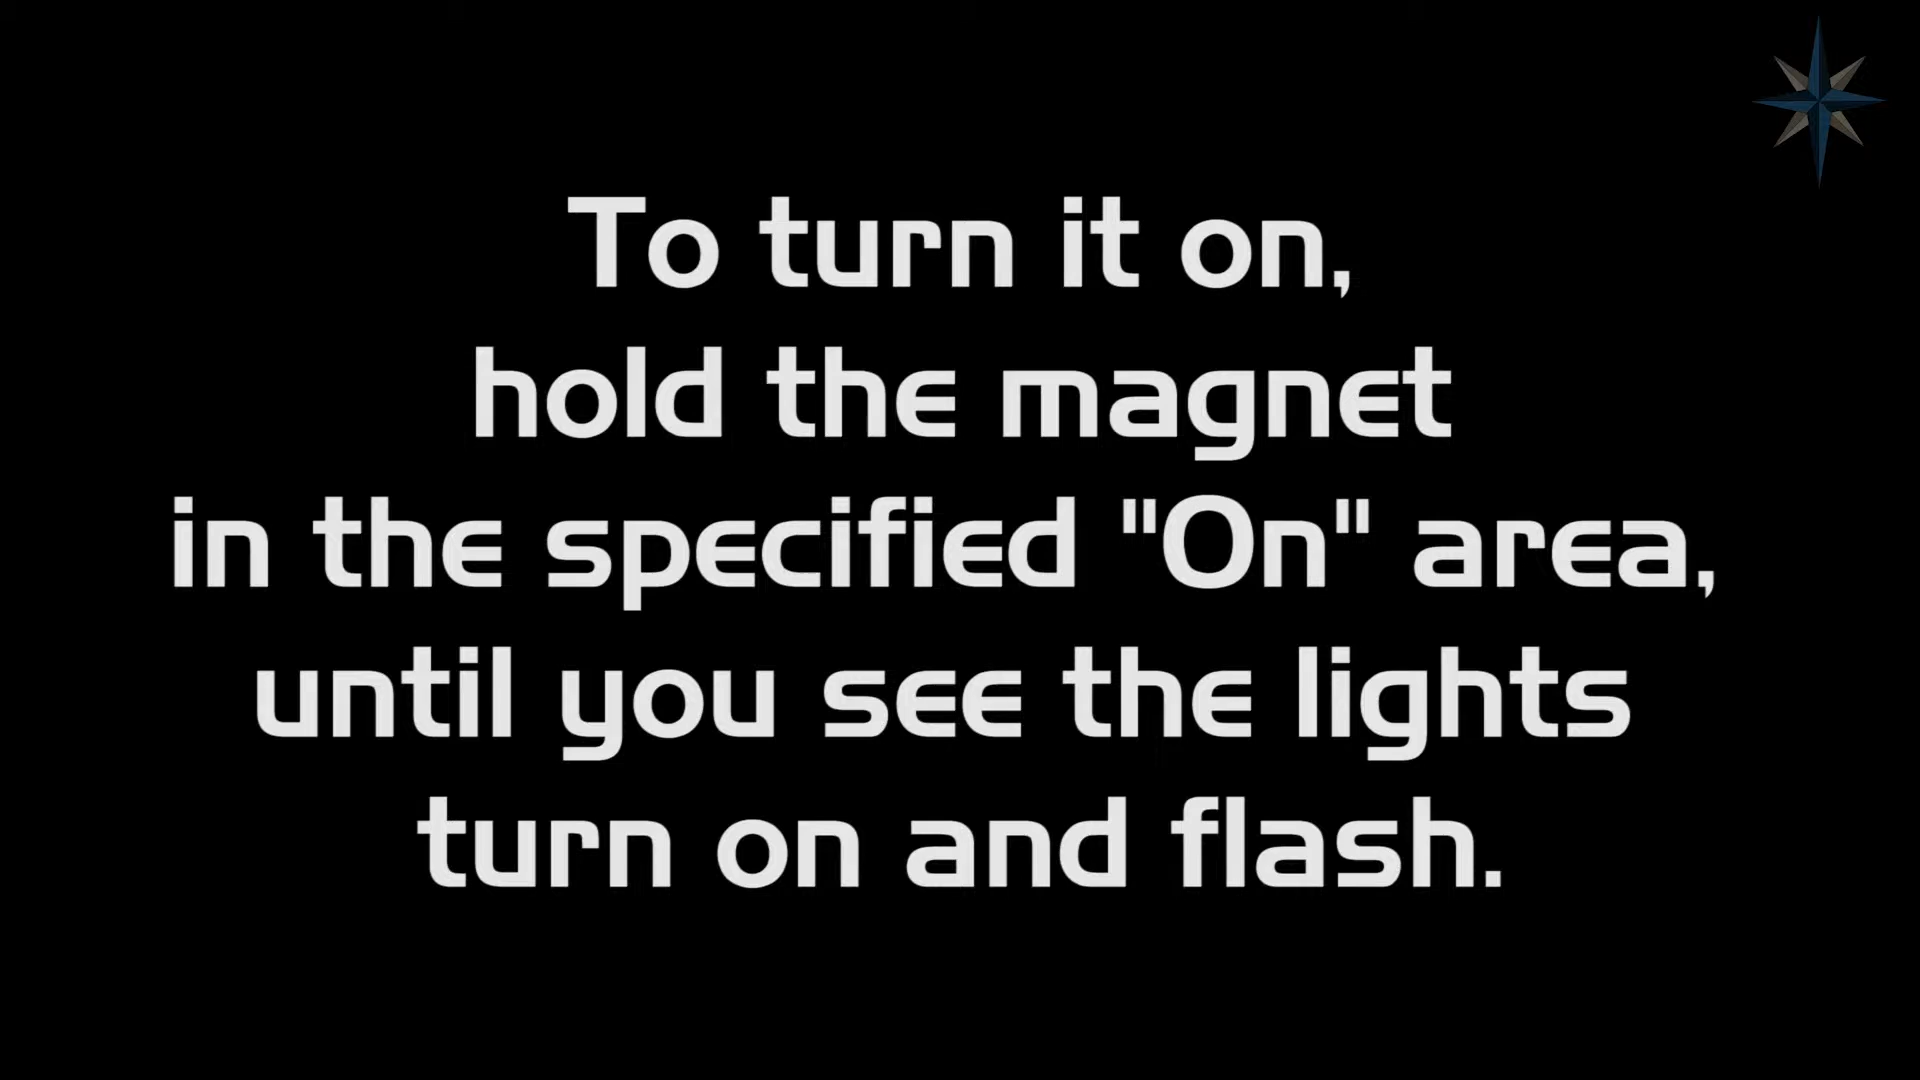 To turn it on,
hold the magnet
in the specified "On" area,
until you see the lights
turn on and flash.